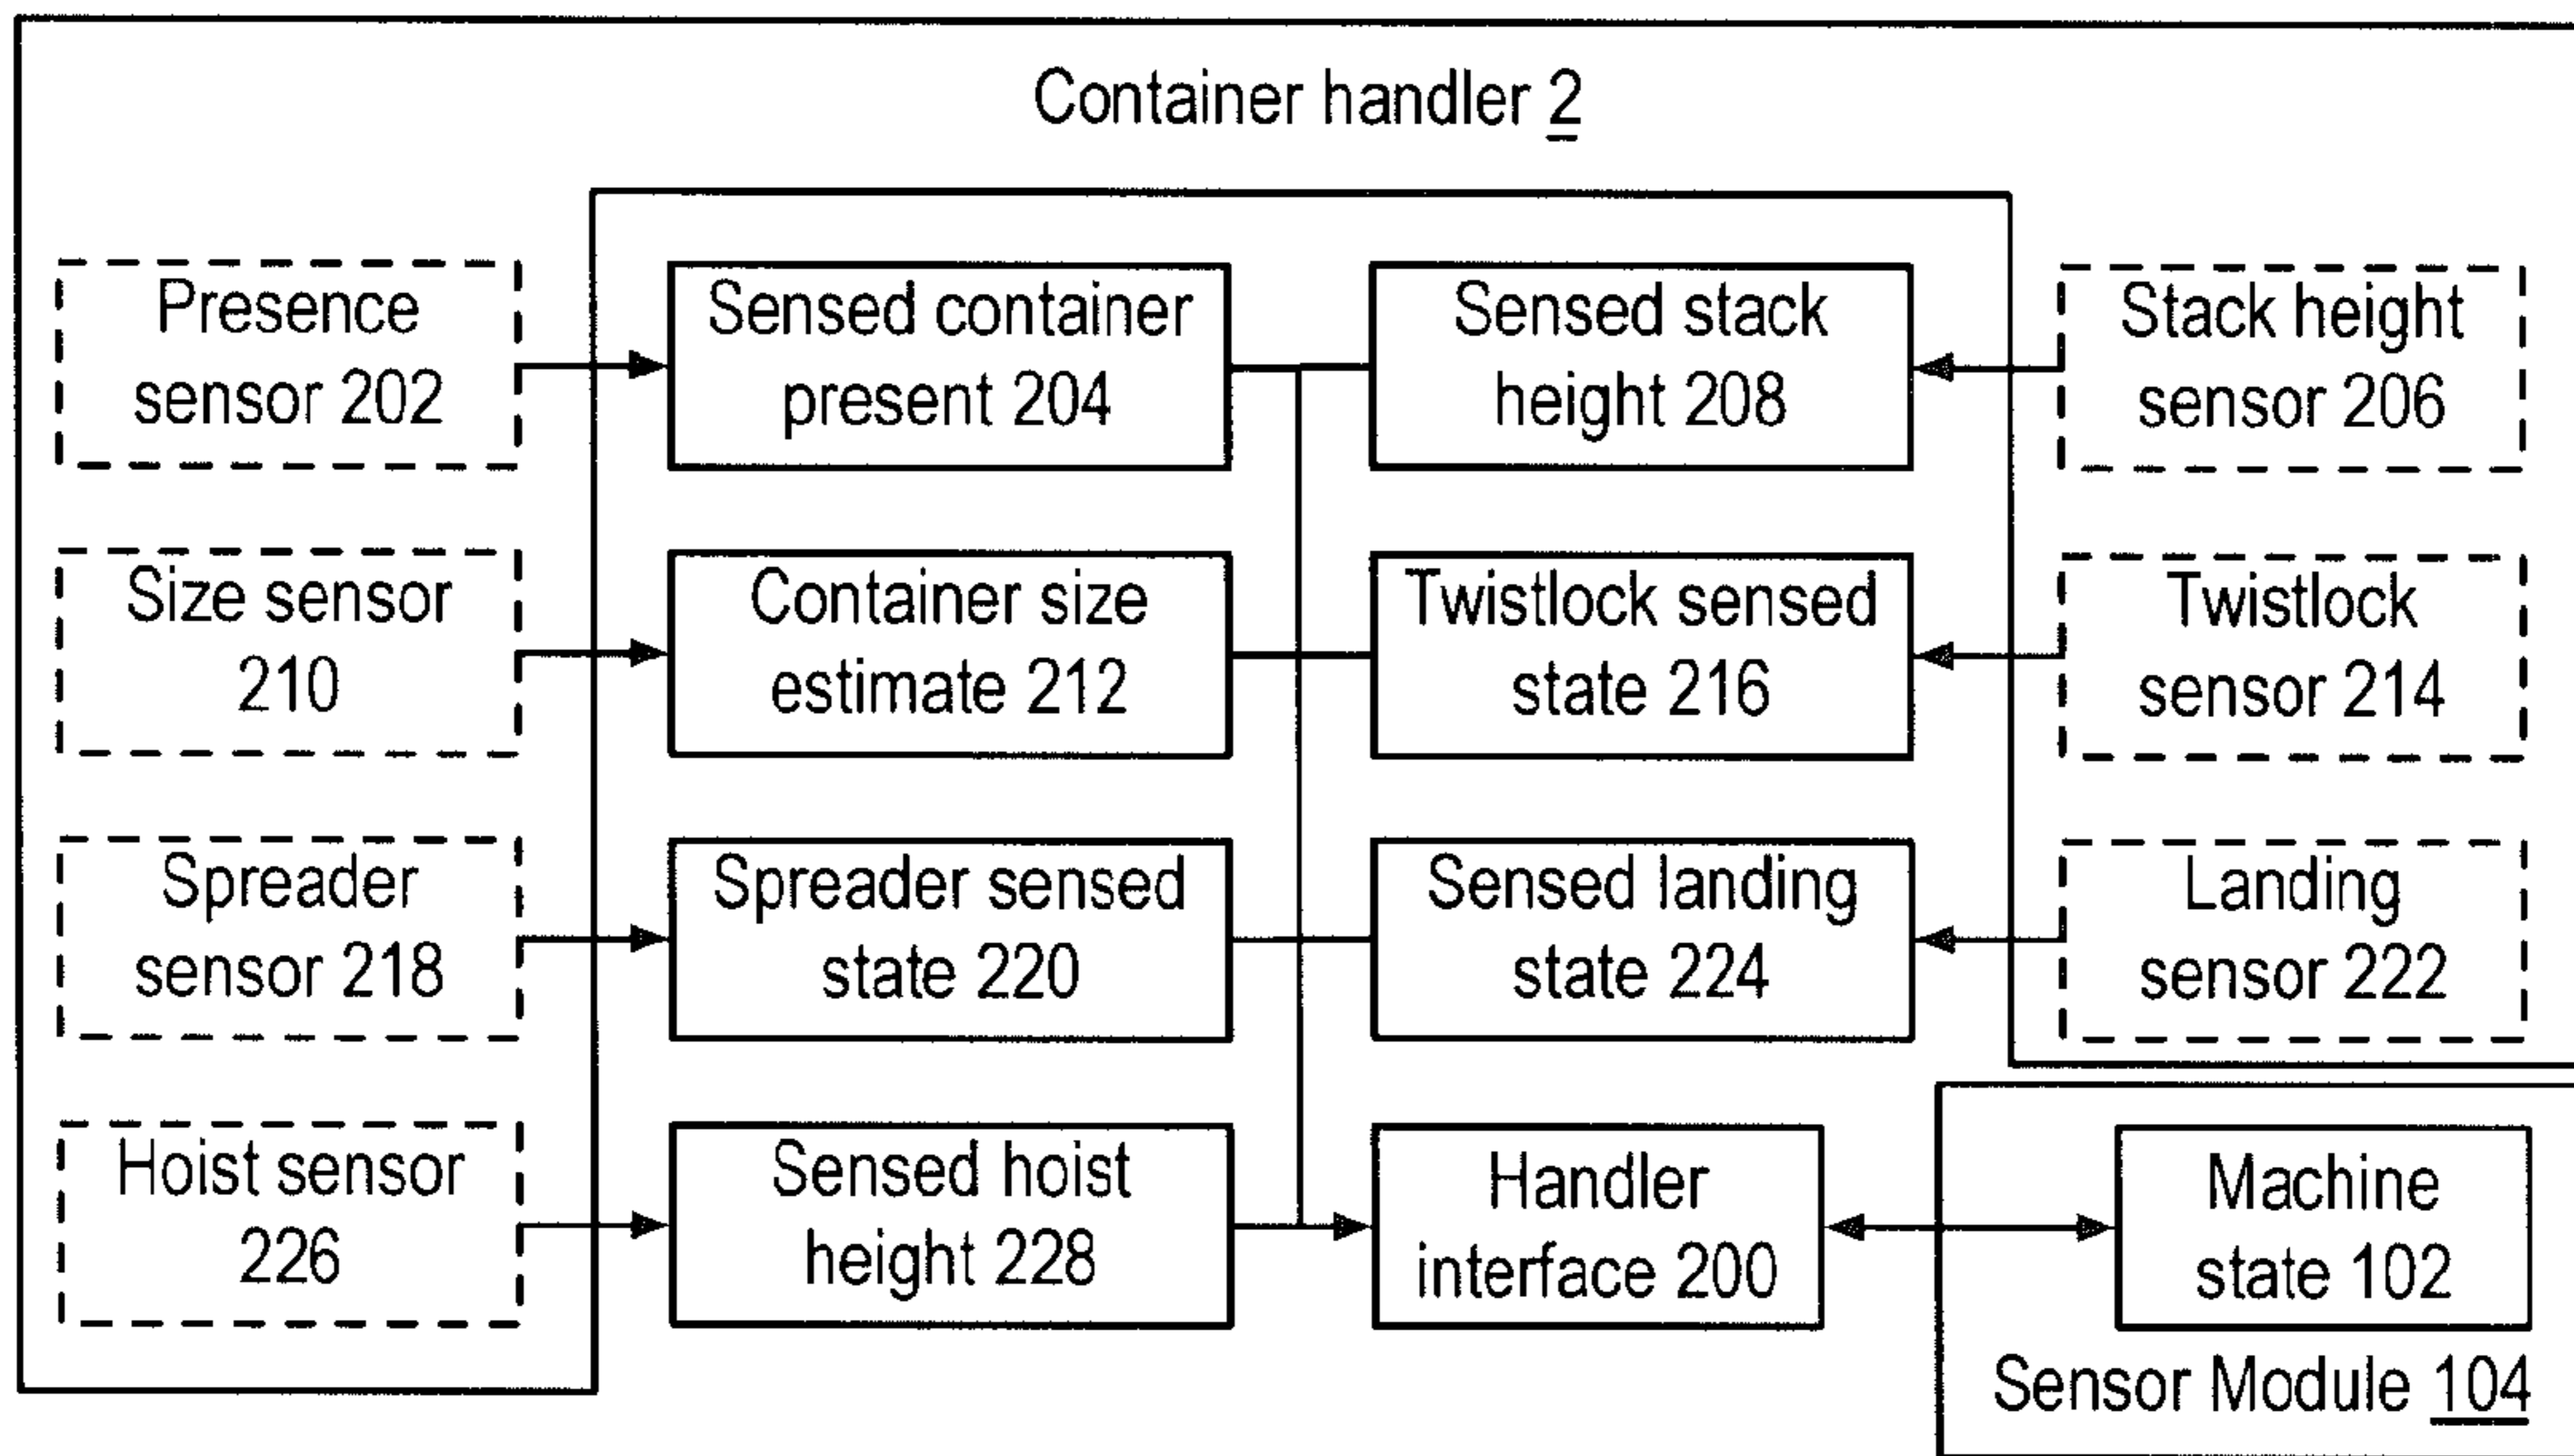 Container handler 2
Presence
sensor 202
Sensed container
present 204
Sensed stack
height 208
Stack height
sensor 206
Size sensor
210
Container size
estimate 212
Twistlock sensed
state 216
Twistlock
sensor 214
Spreader
sensor 218
Spreader sensed
state 220
Sensed landing
state 224
Landing
sensor 222
Hoist sensor
226
Sensed hoist
height 228
Handler
interface 200
Machine
state 102
Sensor Module 104